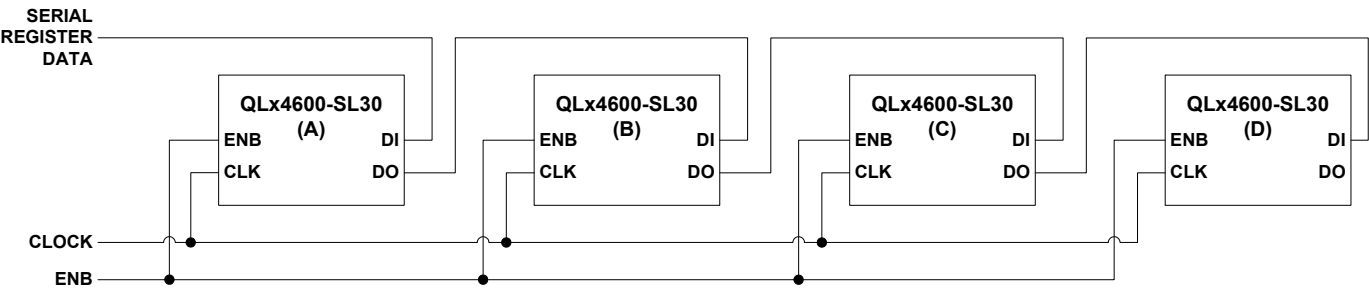 SERIAL
REGISTER
DATA
QLx4600-SL30
(A)
ENB
DI
CLK
DO
QLx4600-SL30
(B)
ENB
DI
CLK
DO
QLx4600-SL30
(C)
ENB
DI
CLK
DO
QLx4600-SL30
(D)
ENB
DI
CLK
DO
CLOCK
ENB